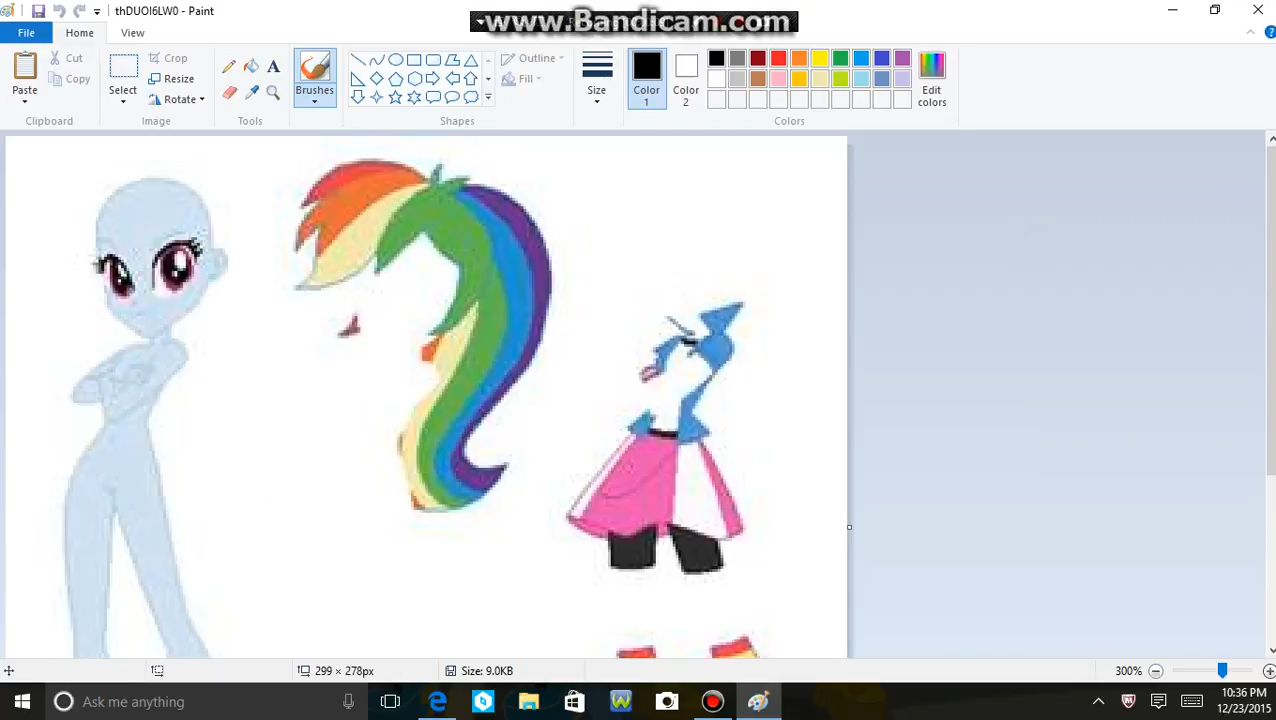 thDUOI6LW0 - Paint
www.Bandicam.com
File Home View
Paste
Cut
Copy
Clipboard
Select
Crop
Resize
Rotate
Image
A
Tools
Brushes
Outline
Fill
Shapes
Size
Color 1
Color 2
Edit colors
Colors
299 × 278px
Size: 9.0KB
300%
Ask me anything
10:36 PM
12/23/2015